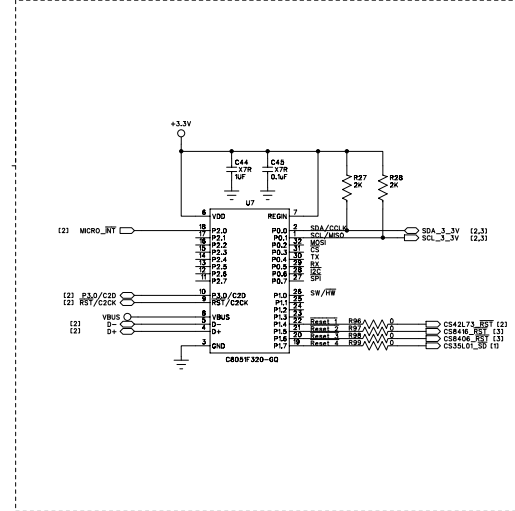 +3.3V
C44
X7R
1UF
C45
X7R
0.1uF
R27
2K
R28
2K
U7
6 VDD REGIN 7
[2] MICRO_INT 18 P2.0 P0.0 2 SDA/CCLK SDA_3_3V [2,3]
17 P2.1 P0.1 1 SCL/MISO SCL_3_3V [2,3]
16 P2.2 P0.2 32 MOSI
15 P2.3 P0.3 31 CS
14 P2.4 P0.4 30 TX
13 P2.5 P0.5 29 RX
12 P2.6 P0.6 28 I2C
11 P2.7 P0.7 27 SPI
[2] P3.0/C2D 10 P3.0/C2D P1.0 26 SW/HW
[2] RST/C2CK 9 RST/C2CK P1.1 25
P1.2 24
VBUS 8 VBUS P1.3 23
[2] D- 5 D- P1.4 22 Reset 1 R96 0 CS42L73_RST [2]
[2] D+ 4 D+ P1.5 21 Reset 2 R97 0 CS8416_RST [3]
P1.6 20 Reset 3 R98 0 CS8406_RST [3]
3 GND P1.7 19 Reset 4 R99 0 CS35L01_SD [1]
C8051F320-GQ